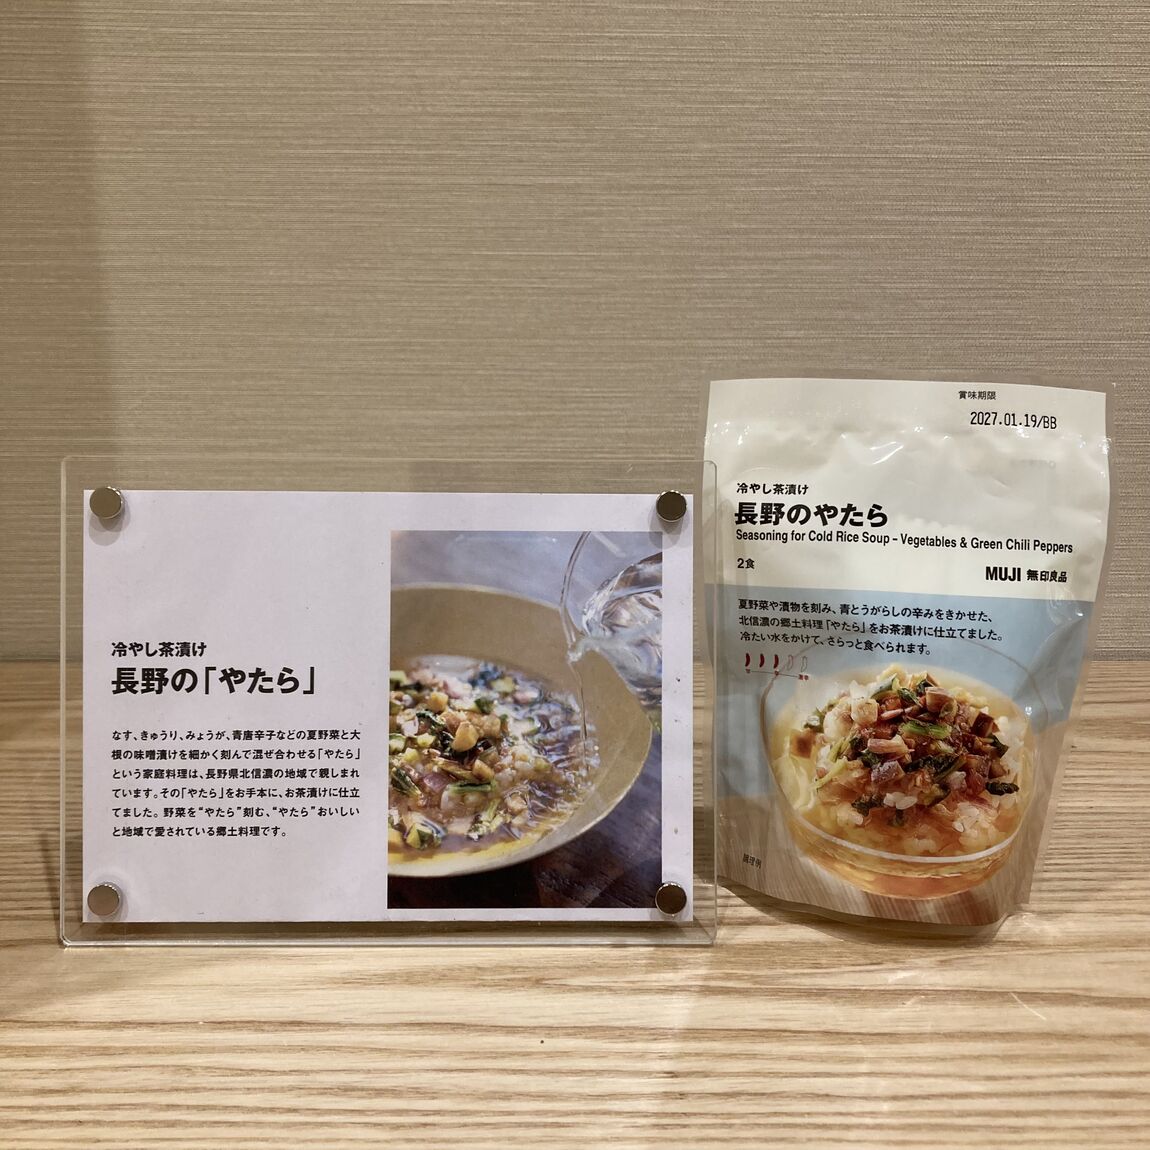 冷やし茶漬け
長野の「やたら」
なす、きゅうり、みょうが、青唐辛子などの夏野菜と大
根の味噌漬けを細かく刻んで混ぜ合わせる「やたら」
という家庭料理は、長野県北信濃の地域で親しまれ
ています。その「やたら」をお手本に、お茶漬けに仕立
てました。野菜を“やたら”刻む、“やたら”おいしい
と地域で愛されている郷土料理です。
賞味期限
2027.01.19/BB
冷やし茶漬け
長野のやたら
Seasoning for Cold Rice Soup – Vegetables & Green Chili Peppers
2食
MUJI 無印良品
夏野菜や漬物を刻み、青とうがらしの辛みをきかせた、
北信濃の郷土料理「やたら」をお茶漬けに仕立てました。
冷たい水をかけて、さらっと食べられます。
調理例